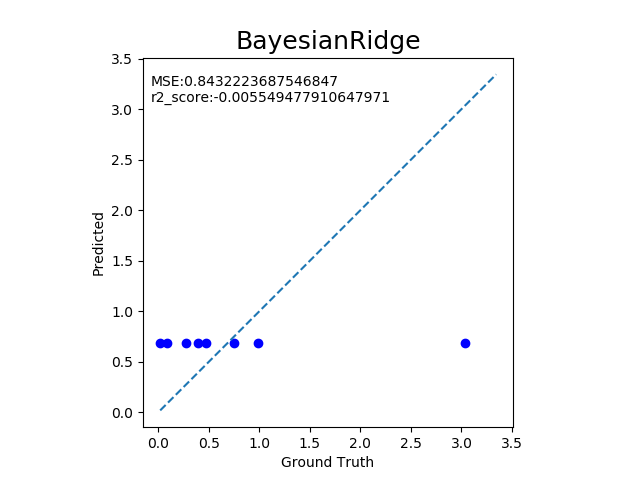 BayesianRidge
MSE:0.8432223687546847
r2_score:-0.005549477910647971
Predicted
3.5
3.0
2.5
2.0
1.5
1.0
0.5
0.0
0.0 0.5 1.0 1.5 2.0 2.5 3.0 3.5
Ground Truth